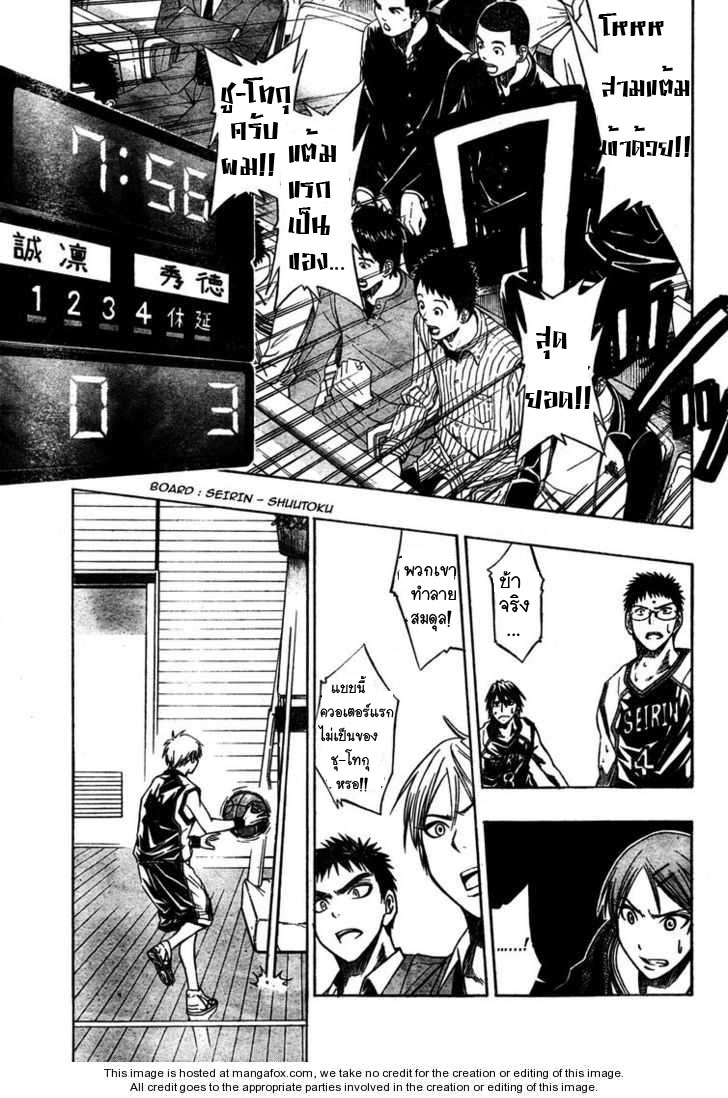 โหหห
สามแต้ม
เข้าด้วย!!
ชู-โทกุ
ครับ
ผม!!
แต้ม
แรก
เป็น
ของ...
สุด
ยอด!!
7:56
誠凛
秀徳
1 2 3 4 休 延
0 3
BOARD : SEIRIN - SHUUTOKU
ข้า
จริง
...
SEIRIN
4
พวกเขา
ทำลาย
สมดุล!
แบบนี้
ควอเตอร์แรก
ไม่เป็นของ
ชู-โทกุ
หรอ!!
......!
This image is hosted at mangafox.com, we take no credit for the creation or editing of this image.
All credit goes to the appropriate parties involved in the creation or editing of this image.